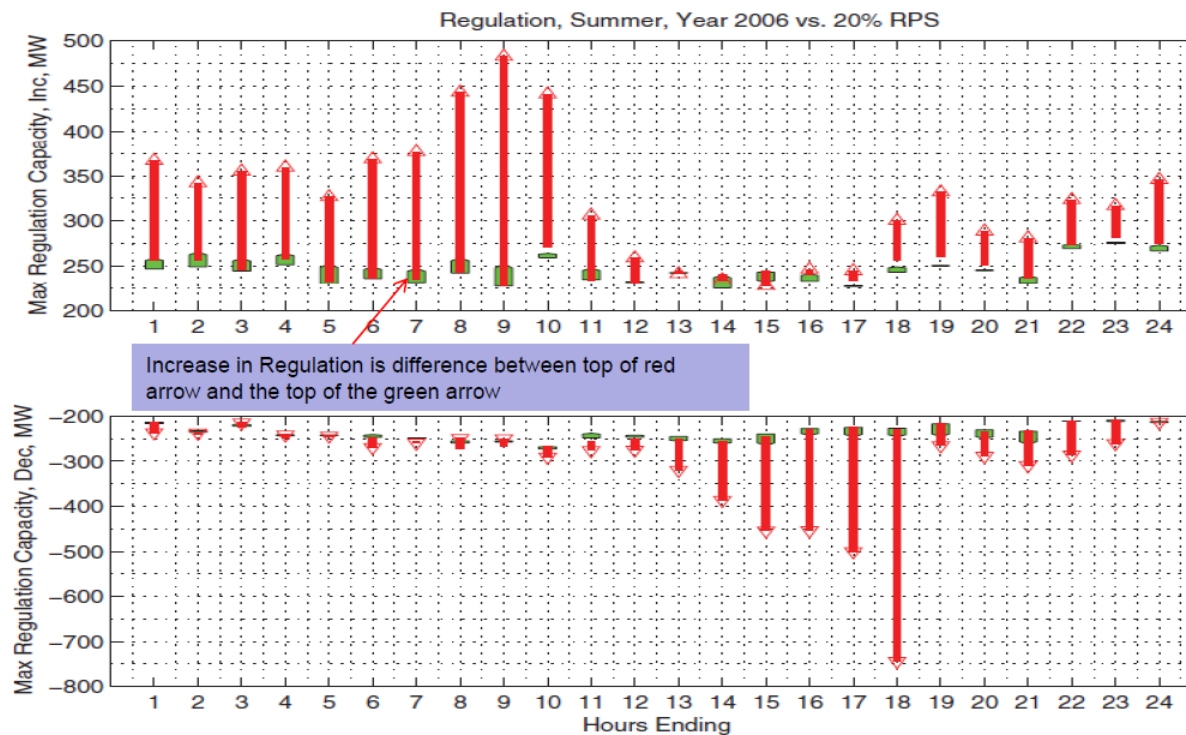 Regulation, Summer, Year 2006 vs. 20% RPS
Max Regulation Capacity, Inc, MW
500
450
400
350
300
250
200
1 2 3 4 5 6 7 8 9 10 11 12 13 14 15 16 17 18 19 20 21 22 23 24
Increase in Regulation is difference between top of red
arrow and the top of the green arrow
Max Regulation Capacity, Dec, MW
-200
-300
-400
-500
-600
-700
-800
1 2 3 4 5 6 7 8 9 10 11 12 13 14 15 16 17 18 19 20 21 22 23 24
Hours Ending